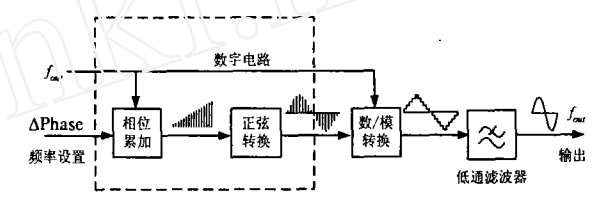 数字电路
f_out
ΔPhase
频率设置
相位
累加
正弦
转换
数/模
转换
低通滤波器
f_out
输出